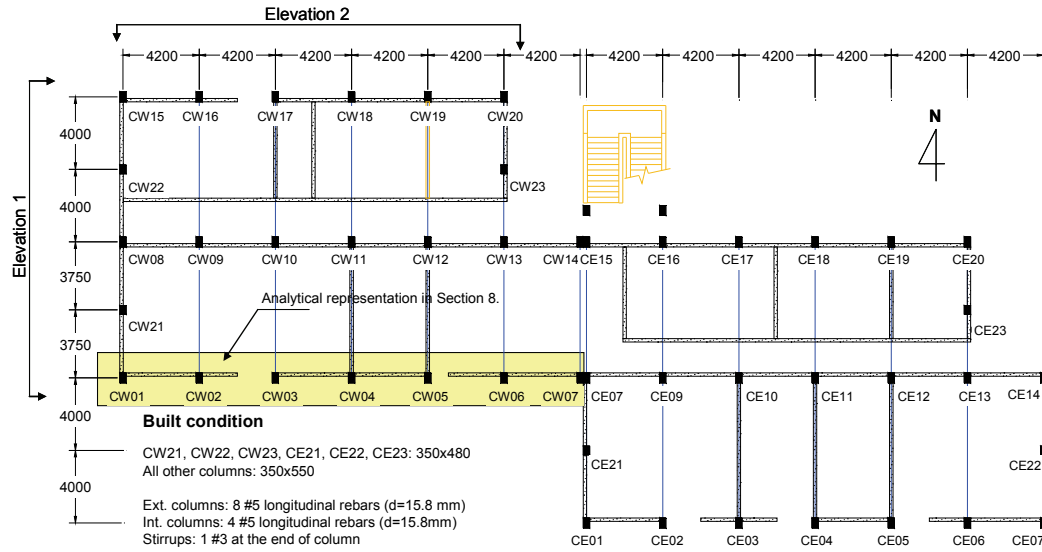 Elevation 2
4200 4200 4200 4200 4200 4200 4200 4200 4200 4200 4200 4200
Elevation 1
N
CW15 CW16 CW17 CW18 CW19 CW20
4000
CW22 CW23
4000
CW08 CW09 CW10 CW11 CW12 CW13 CW14 CE15 CE16 CE17 CE18 CE19 CE20
3750
Analytical representation in Section 8.
CW21 CE23
3750
CW01 CW02 CW03 CW04 CW05 CW06 CW07 CE07 CE09 CE10 CE11 CE12 CE13 CE14
4000
Built condition
CW21, CW22, CW23, CE21, CE22, CE23: 350x480
All other columns: 350x550
CE21 CE22
4000
Ext. columns: 8 #5 longitudinal rebars (d=15.8 mm)
Int. columns: 4 #5 longitudinal rebars (d=15.8mm)
Stirrups: 1 #3 at the end of column
CE01 CE02 CE03 CE04 CE05 CE06 CE07